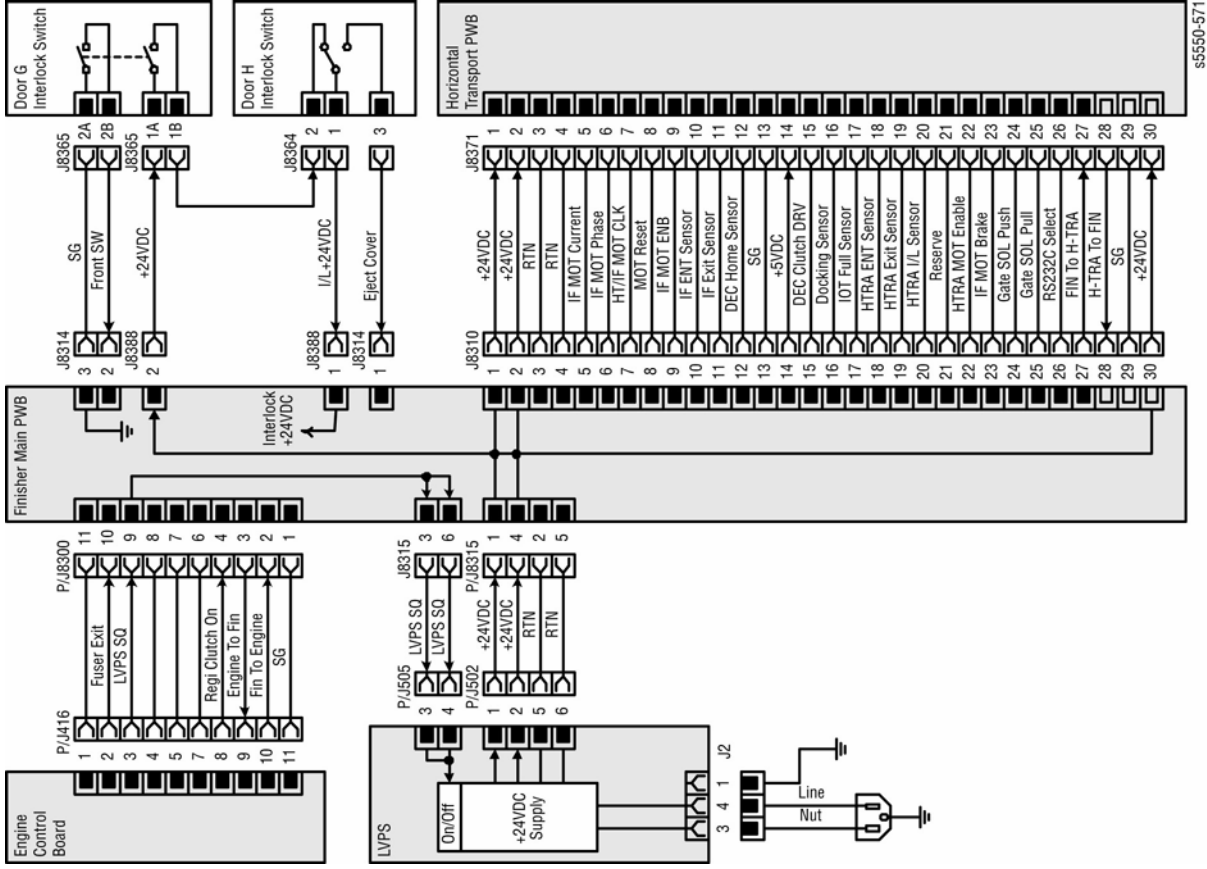 Door G
Interlock Switch
2A
2B
1A
1B
J8365
J8365
SG
Front SW
+24VDC
J8314
3
2
J8388
2
Door H
Interlock Switch
2
1
3
J8364
I/L+24VDC
Eject Cover
J8388
1
J8314
1
Interlock
+24VDC
Horizontal
Transport PWB
J8371
1
2
3
4
5
6
7
8
9
10
11
12
13
14
15
16
17
18
19
20
21
22
23
24
25
26
27
28
29
30
+24VDC
+24VDC
RTN
RTN
IF MOT Current
IF MOT Phase
HT/IF MOT CLK
MOT Reset
IF MOT ENB
IF ENT Sensor
IF Exit Sensor
DEC Home Sensor
SG
+5VDC
DEC Clutch DRV
Docking Sensor
IOT Full Sensor
HTRA ENT Sensor
HTRA Exit Sensor
HTRA I/L Sensor
Reserve
HTRA MOT Enable
IF MOT Brake
Gate SOL Push
Gate SOL Pull
RS232C Select
FIN To H-TRA
H-TRA To FIN
SG
+24VDC
J8310
1
2
3
4
5
6
7
8
9
10
11
12
13
14
15
16
17
18
19
20
21
22
23
24
25
26
27
28
29
30
Finisher Main PWB
P/J8300
11
10
9
8
7
6
4
3
2
1
Fuser Exit
LVPS SQ
Regi Clutch On
Engine To Fin
Fin To Engine
SG
P/J416
1
2
3
4
5
7
8
9
10
11
Engine
Control
Board
J8315
3
6
LVPS SQ
LVPS SQ
P/J505
3
4
P/J8315
1
4
2
5
+24VDC
+24VDC
RTN
RTN
P/J502
1
2
5
6
LVPS
On/Off
+24VDC
Supply
J2
1
4
3
Line
Nut
s5550-571